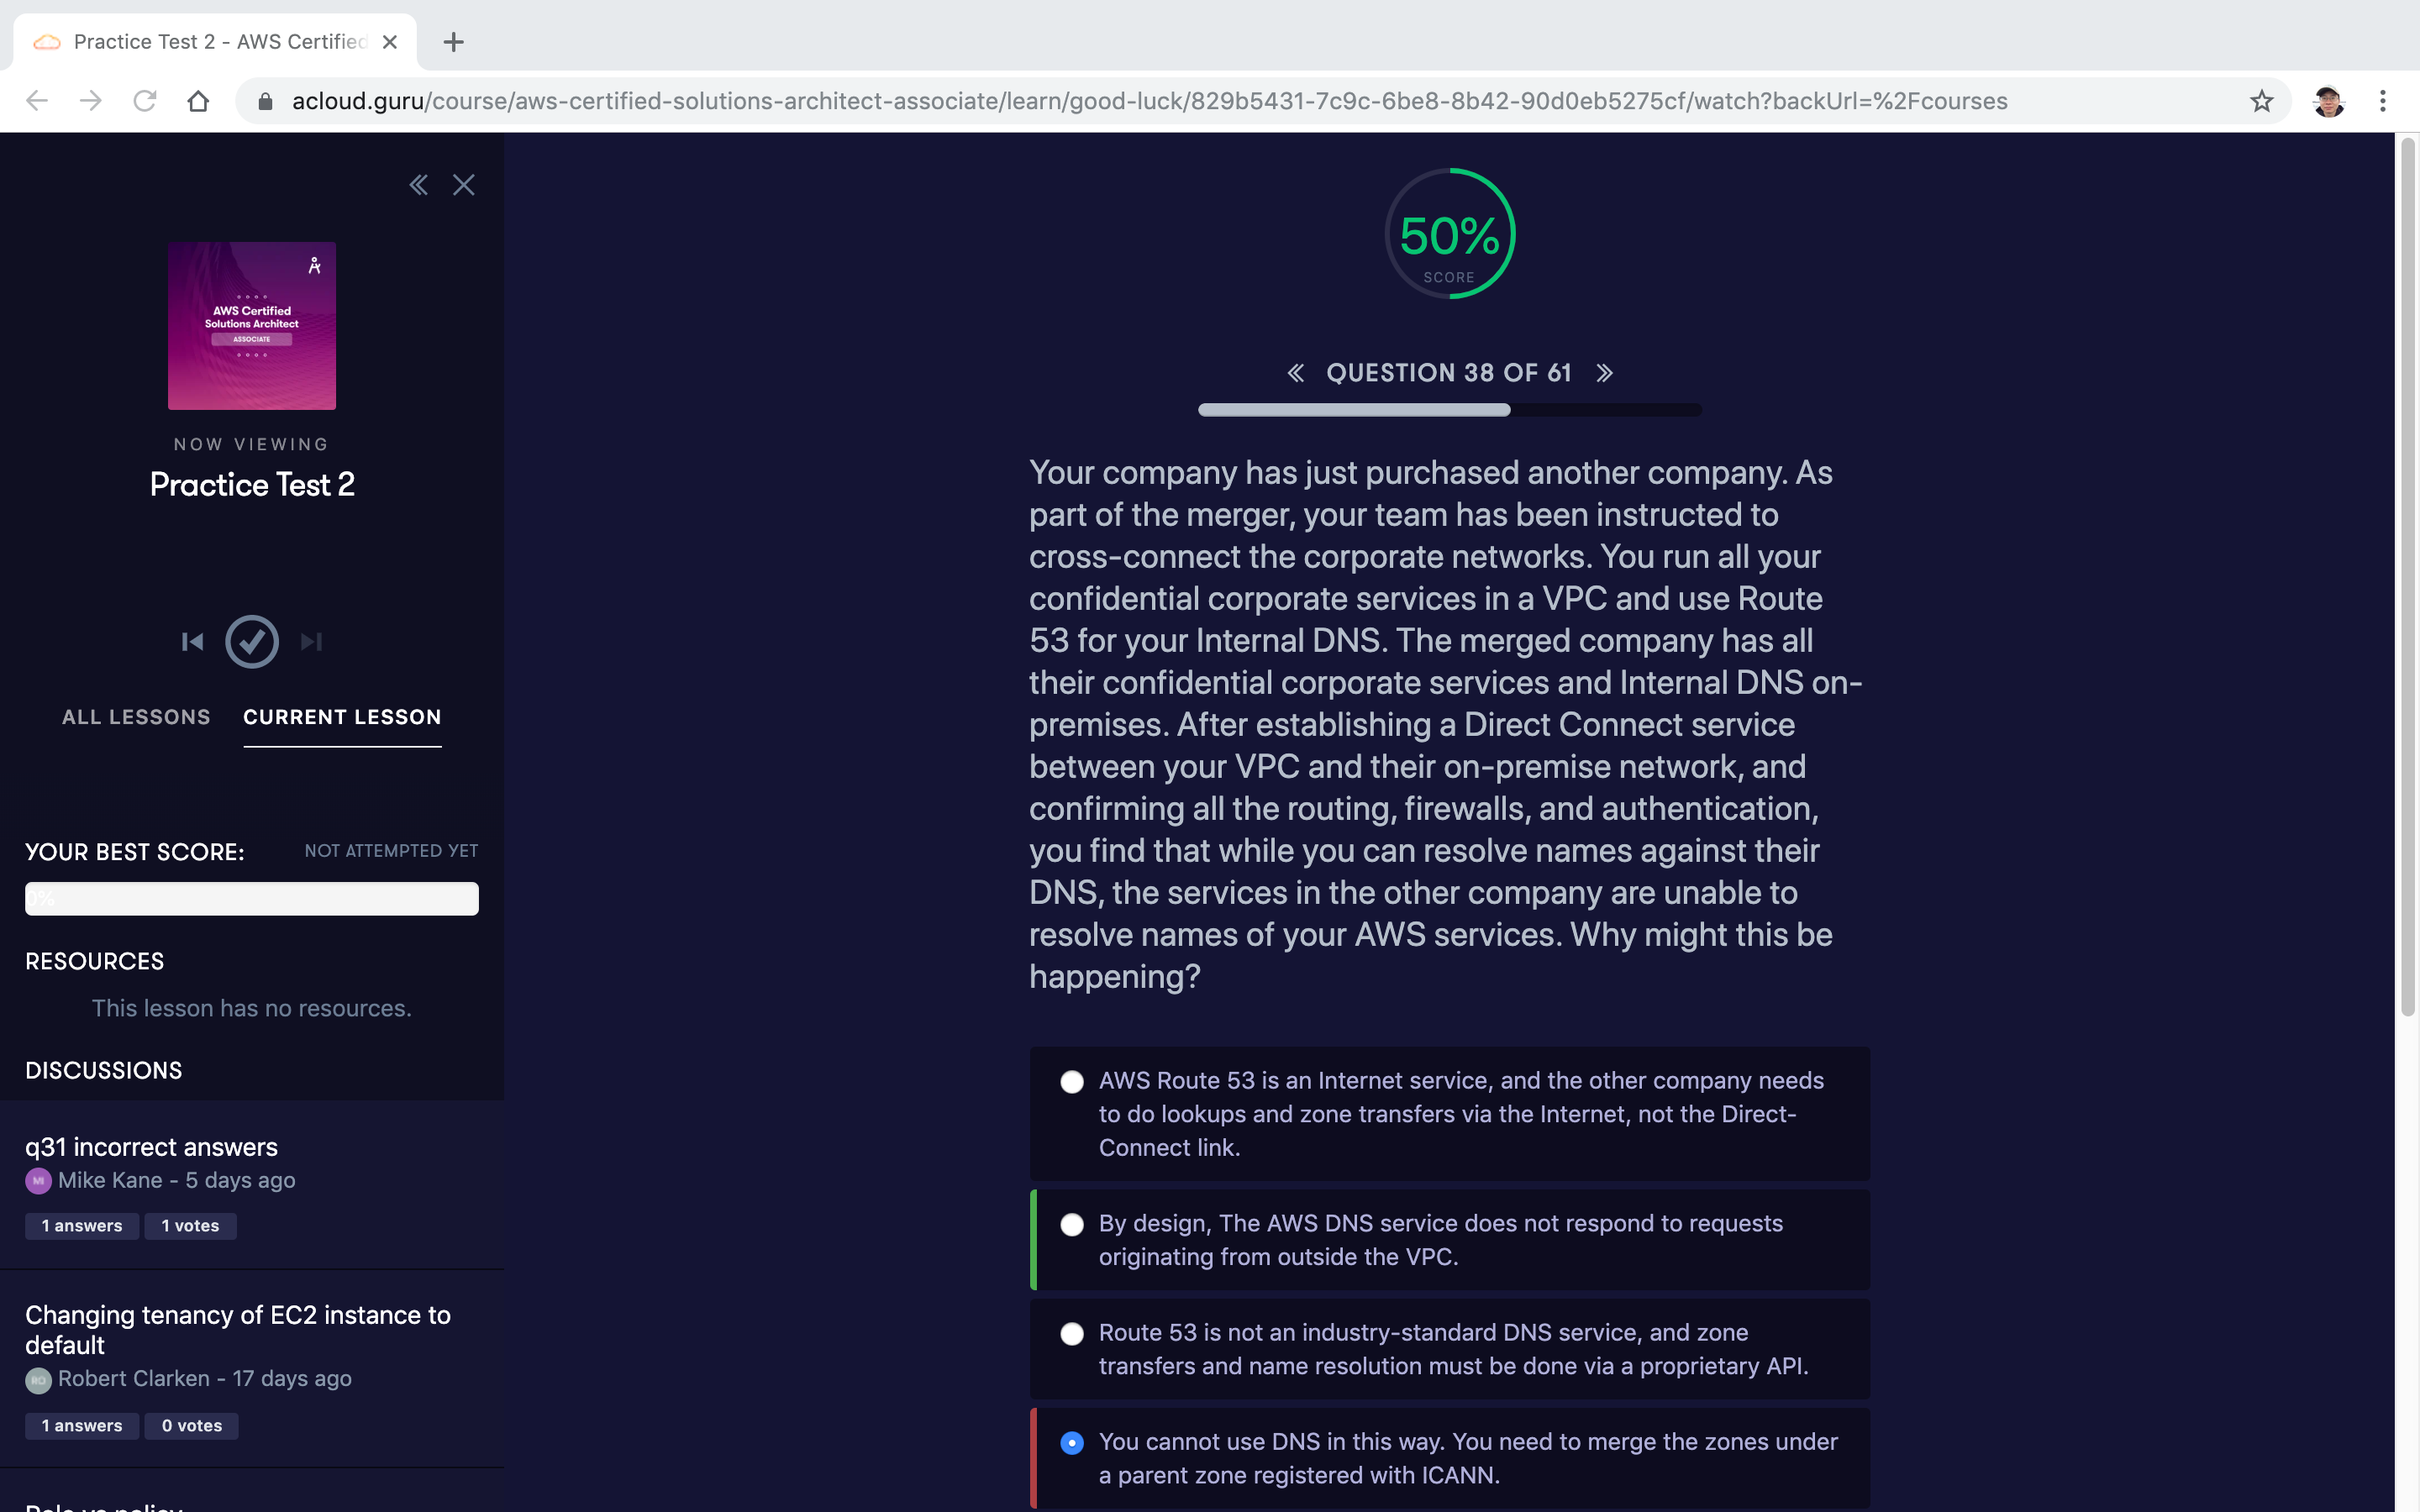 Practice Test 2 - AWS Certified
acloud.guru/course/aws-certified-solutions-architect-associate/learn/good-luck/829b5431-7c9c-6be8-8b42-90d0eb5275cf/watch?backUrl=%2Fcourses
AWS Certified
Solutions Architect
ASSOCIATE
NOW VIEWING
Practice Test 2
ALL LESSONS
CURRENT LESSON
YOUR BEST SCORE:
NOT ATTEMPTED YET
0%
RESOURCES
This lesson has no resources.
DISCUSSIONS
q31 incorrect answers
MI
Mike Kane - 5 days ago
1 answers
1 votes
Changing tenancy of EC2 instance to
default
RO
Robert Clarken - 17 days ago
1 answers
0 votes
Role vs policy
50%
SCORE
QUESTION 38 OF 61
Your company has just purchased another company. As
part of the merger, your team has been instructed to
cross-connect the corporate networks. You run all your
confidential corporate services in a VPC and use Route
53 for your Internal DNS. The merged company has all
their confidential corporate services and Internal DNS on-
premises. After establishing a Direct Connect service
between your VPC and their on-premise network, and
confirming all the routing, firewalls, and authentication,
you find that while you can resolve names against their
DNS, the services in the other company are unable to
resolve names of your AWS services. Why might this be
happening?
AWS Route 53 is an Internet service, and the other company needs
to do lookups and zone transfers via the Internet, not the Direct-
Connect link.
By design, The AWS DNS service does not respond to requests
originating from outside the VPC.
Route 53 is not an industry-standard DNS service, and zone
transfers and name resolution must be done via a proprietary API.
You cannot use DNS in this way. You need to merge the zones under
a parent zone registered with ICANN.